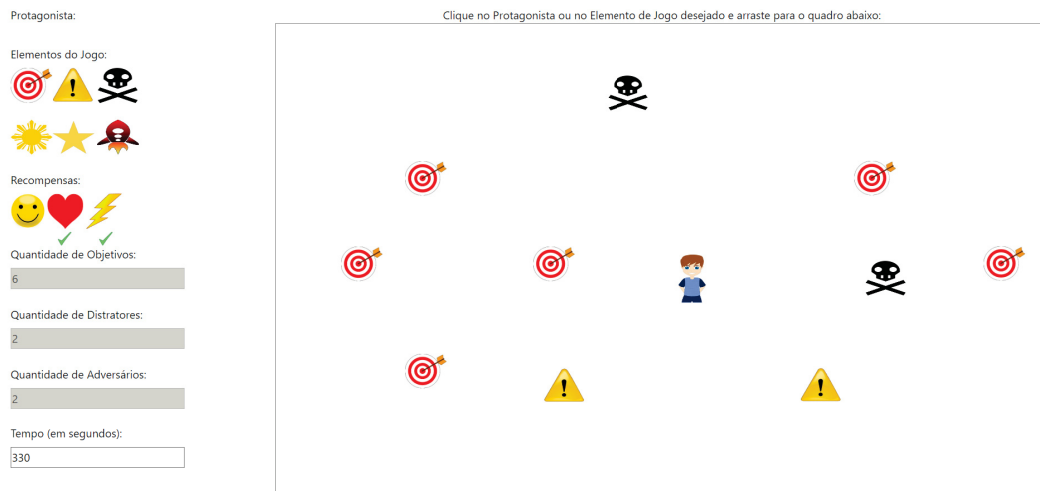 Protagonista:
Clique no Protagonista ou no Elemento de Jogo desejado e arraste para o quadro abaixo:
Elementos do Jogo:
Recompensas:
Quantidade de Objetivos:
6
Quantidade de Distratores:
2
Quantidade de Adversários:
2
Tempo (em segundos):
330